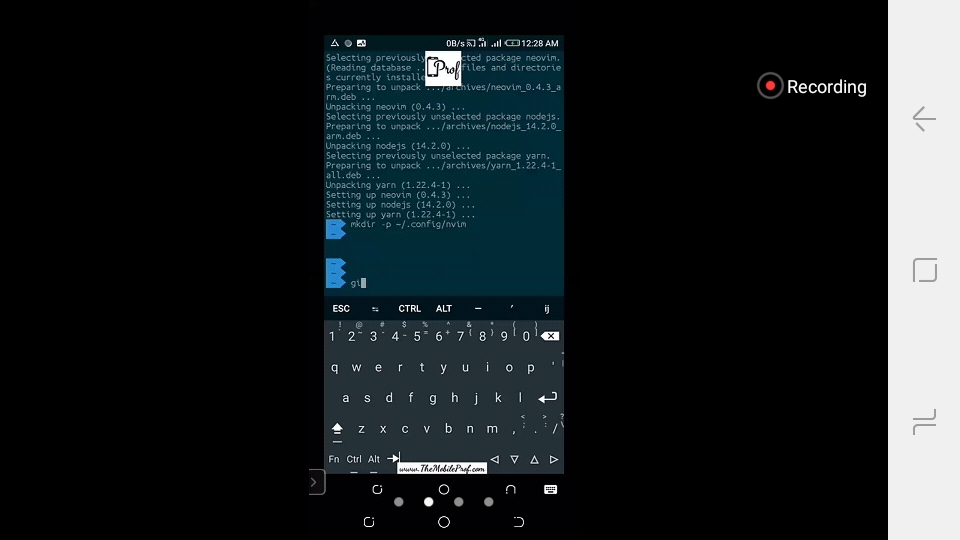 0B/s 4G 12:28 AM
Selecting previously cted package neovim.
(Reading database .. files and directorie
s currently installe
Prof
Preparing to unpack .../archives/neovim_0.4.3_a
rm.deb ...
Unpacking neovim (0.4.3) ...
Selecting previously unselected package nodejs.
Preparing to unpack .../archives/nodejs_14.2.0_
arm.deb ...
Unpacking nodejs (14.2.0) ...
Selecting previously unselected package yarn.
Preparing to unpack .../archives/yarn_1.22.4-1_
all.deb ...
Unpacking yarn (1.22.4-1) ...
Setting up neovim (0.4.3) ...
Setting up nodejs (14.2.0) ...
Setting up yarn (1.22.4-1) ...
~ mkdir -p ~/.config/nvim
~
~
~
~ gi
ESC CTRL ALT — ij
! @ # $ % ^ & * ( )
1 2 3 4 5 6 7 8 9 0
q w e r t y u i o p '
a s d f g h j k l
< > ?
z x c v b n m , . /
Fn Ctrl Alt
www.TheMobileProf.com
Recording